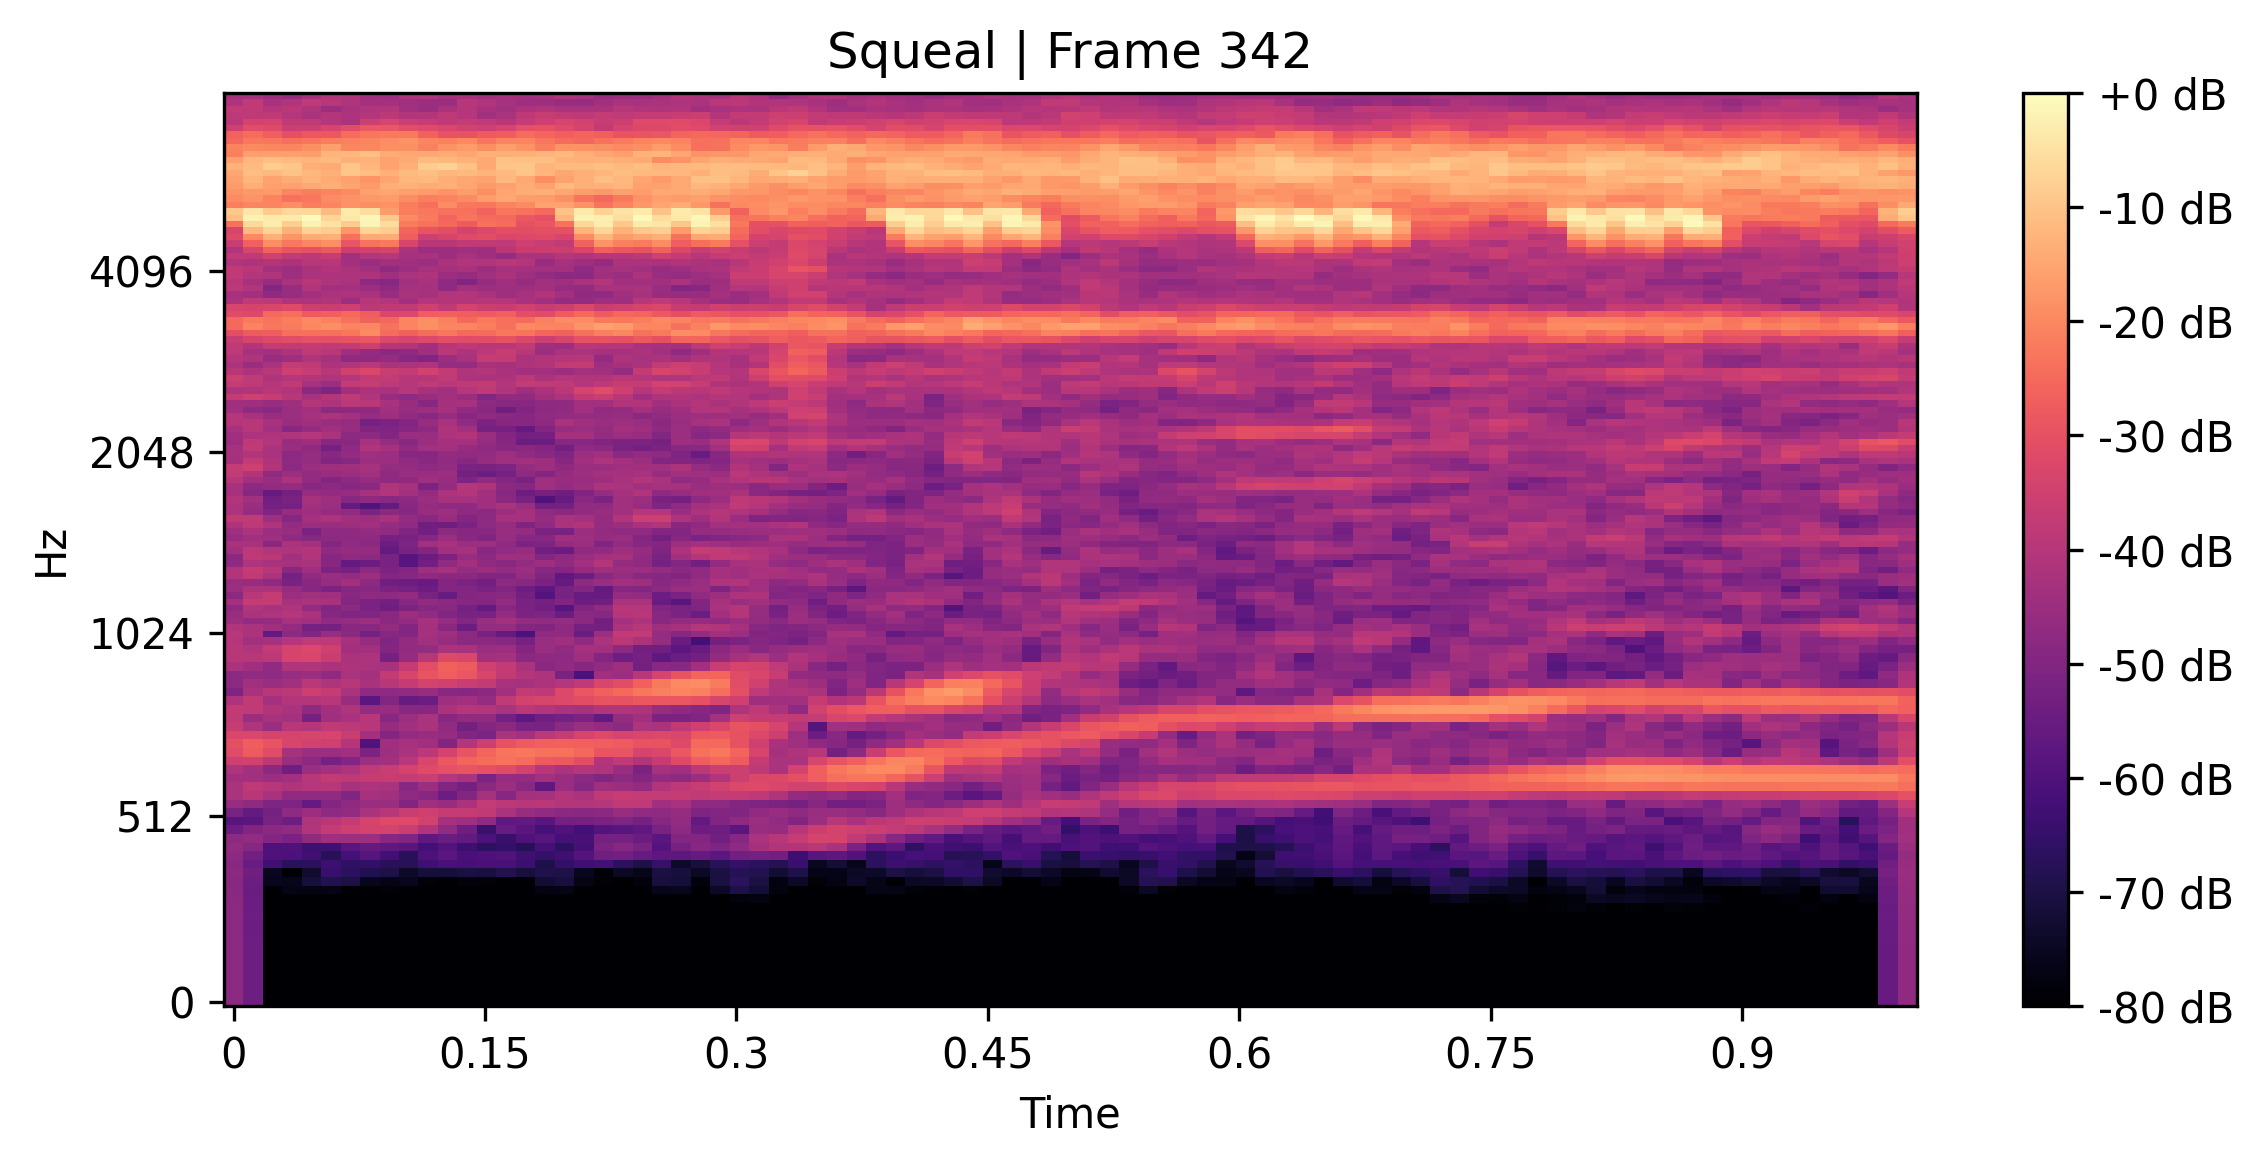 Squeal | Frame 342
Hz
4096
2048
1024
512
0
0 0.15 0.3 0.45 0.6 0.75 0.9
Time
+0 dB
-10 dB
-20 dB
-30 dB
-40 dB
-50 dB
-60 dB
-70 dB
-80 dB